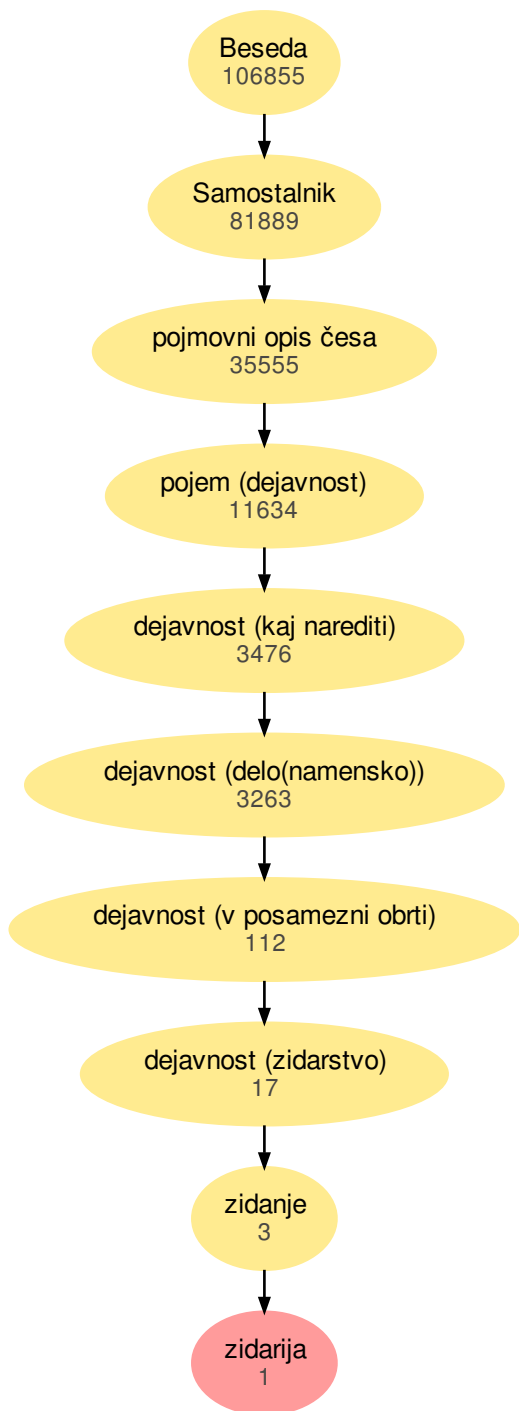 Beseda
106855
Samostalnik
81889
pojmovni opis česa
35555
pojem (dejavnost)
11634
dejavnost (kaj narediti)
3476
dejavnost (delo(namensko))
3263
dejavnost (v posamezni obrti)
112
dejavnost (zidarstvo)
17
zidanje
3
zidarija
1